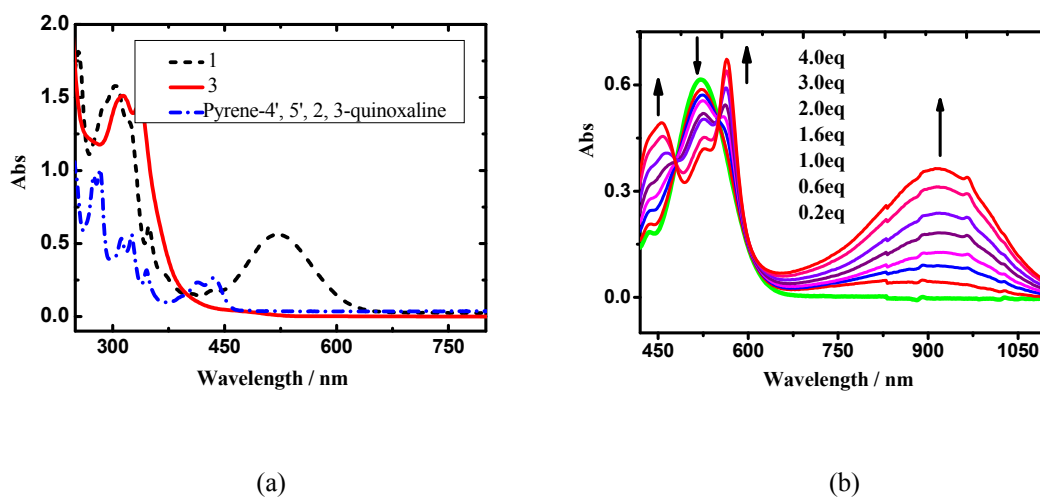 2.0
1.5
1.0
0.5
0.0
Abs
1
3
Pyrene-4', 5', 2, 3-quinoxaline
300 450 600 750
Wavelength / nm
(a)
0.6
0.3
0.0
Abs
4.0eq
3.0eq
2.0eq
1.6eq
1.0eq
0.6eq
0.2eq
450 600 750 900 1050
Wavelength / nm
(b)